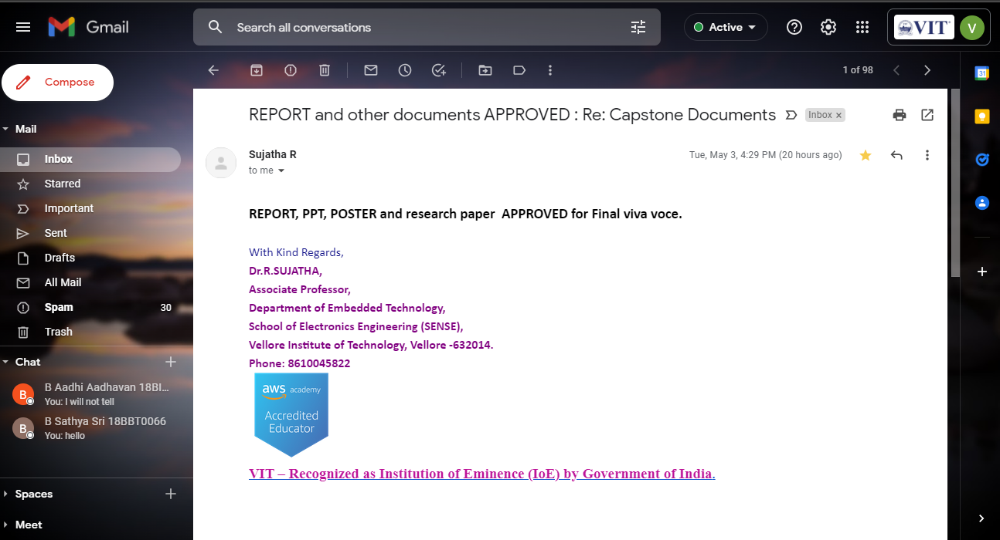 Gmail
Search all conversations
Active
VIT
V
Compose
1 of 98
31
Mail
Inbox
Starred
Important
Sent
Drafts
All Mail
Spam 30
Trash
Chat
B
B Aadhi Aadhavan 18BI...
You: I will not tell
B
B Sathya Sri 18BBT0066
You: hello
Spaces
Meet
REPORT and other documents APPROVED : Re: Capstone Documents
Inbox ×
Sujatha R
Tue, May 3, 4:29 PM (20 hours ago)
to me
REPORT, PPT, POSTER and research paper  APPROVED for Final viva voce.
With Kind Regards,
Dr.R.SUJATHA,
Associate Professor,
Department of Embedded Technology,
School of Electronics Engineering (SENSE),
Vellore Institute of Technology, Vellore -632014.
Phone: 8610045822
aws academy
Accredited
Educator
VIT – Recognized as Institution of Eminence (IoE) by Government of India.